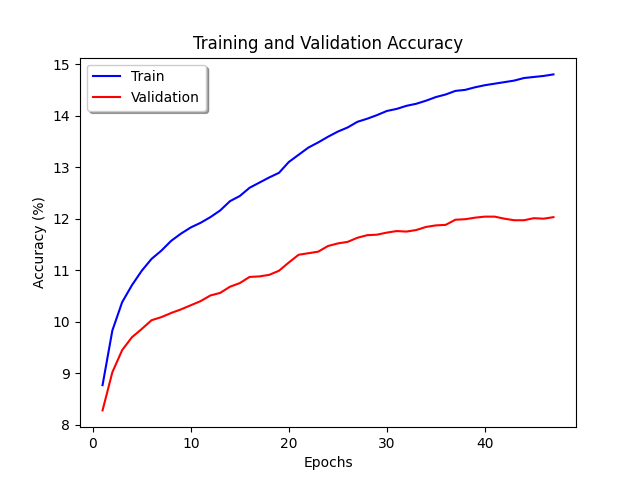 Training and Validation Accuracy
15
14
13
12
11
10
9
8
Accuracy (%)
Train
Validation
0 10 20 30 40
Epochs